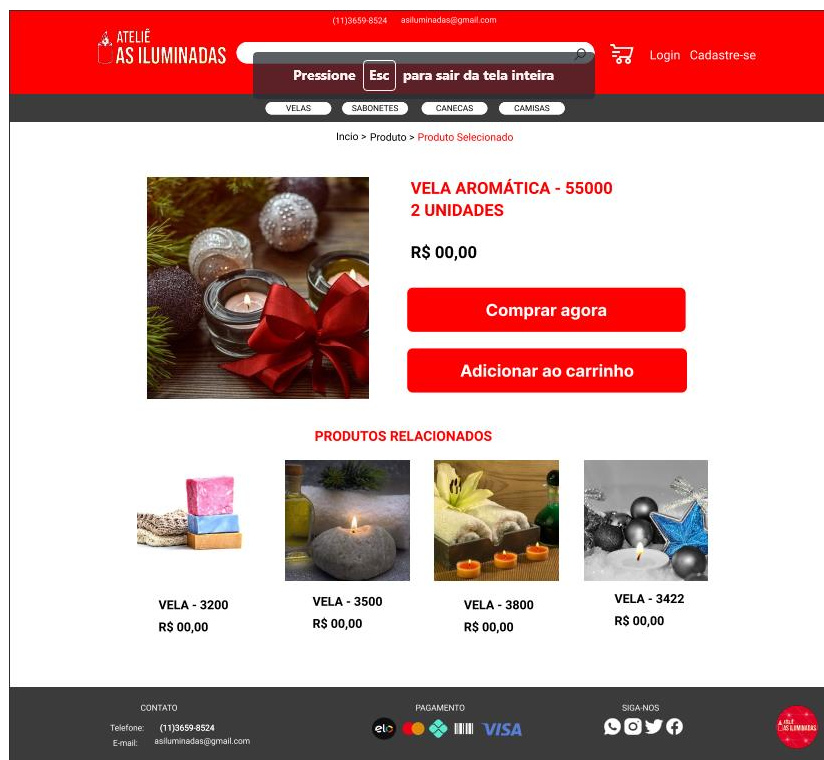 (11)3659-8524 asiluminadas@gmail.com
ATELIÊ
AS ILUMINADAS
Login Cadastre-se
Pressione Esc para sair da tela inteira
VELAS SABONETES CANECAS CAMISAS
Incio > Produto > Produto Selecionado
VELA AROMÁTICA - 55000
2 UNIDADES
R$ 00,00
Comprar agora
Adicionar ao carrinho
PRODUTOS RELACIONADOS
VELA - 3200 VELA - 3500 VELA - 3800 VELA - 3422
R$ 00,00 R$ 00,00 R$ 00,00 R$ 00,00
CONTATO PAGAMENTO SIGA-NOS
Telefone: (11)3659-8524
E-mail: asiluminadas@gmail.com
elo VISA
ATELIÊ
AS ILUMINADAS